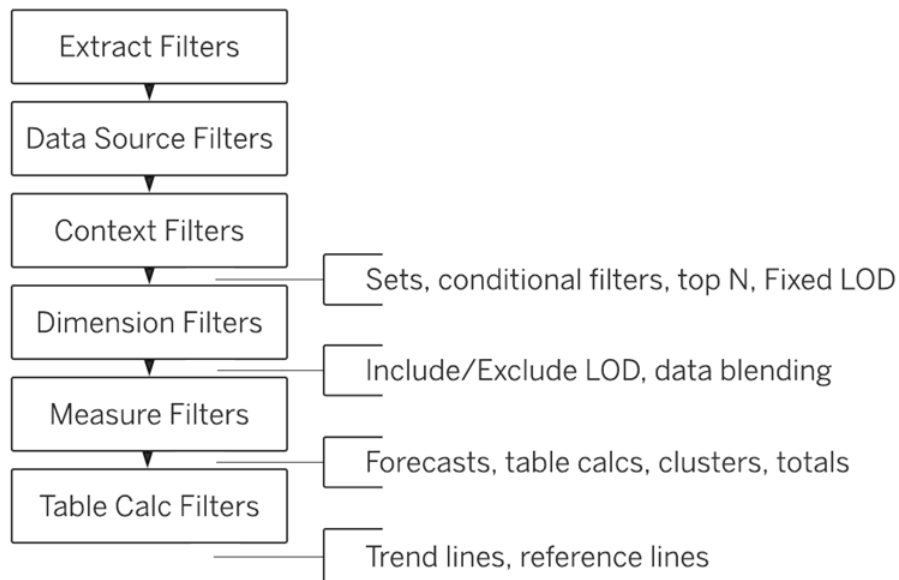 Extract Filters
Data Source Filters
Context Filters
Sets, conditional filters, top N, Fixed LOD
Dimension Filters
Include/Exclude LOD, data blending
Measure Filters
Forecasts, table calcs, clusters, totals
Table Calc Filters
Trend lines, reference lines